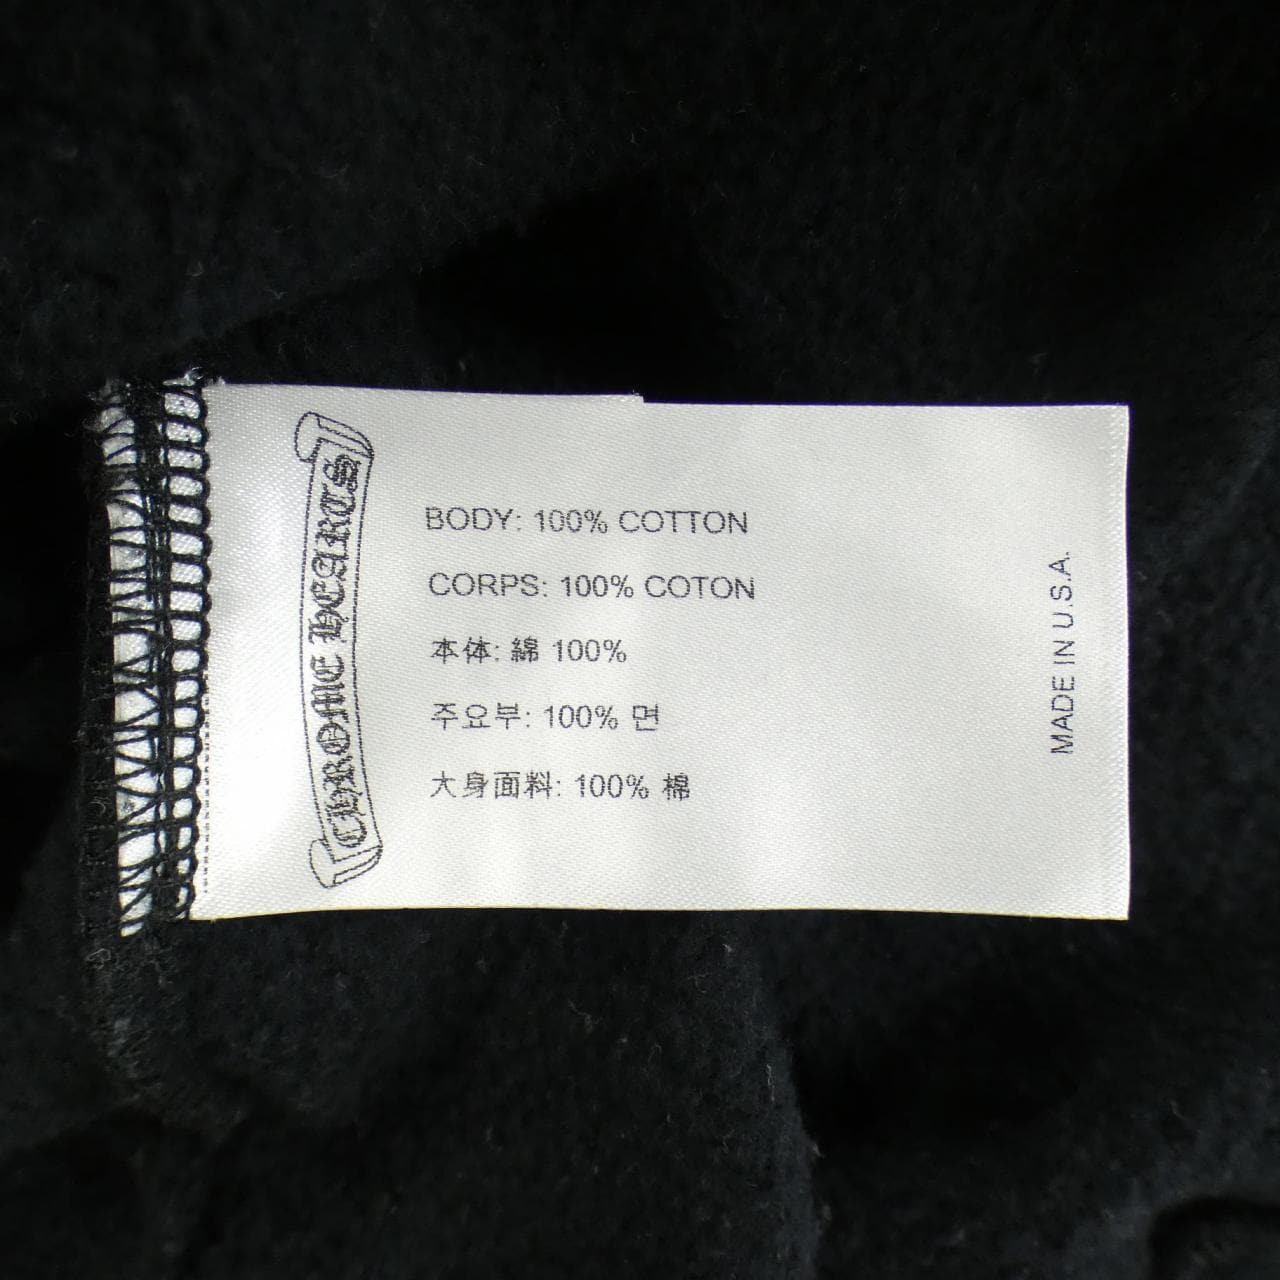 CHROME HEARTS
BODY: 100% COTTON
CORPS: 100% COTON
本体: 綿 100%
주요부: 100% 면
大身面料: 100% 棉
MADE IN U.S.A.